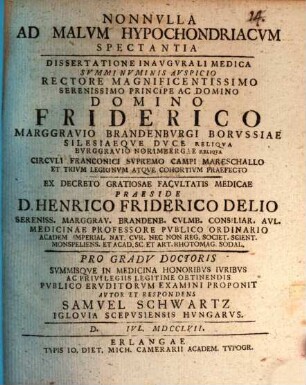 24.
NONNVLLA
AD MALVM HYPOCHONDRIACVM
SPECTANTIA
DISSERTATIONE INAVGVRALI MEDICA
SVMMI NVMINIS AVSPICIO
RECTORE MAGNIFICENTISSIMO
SERENISSIMO PRINCIPE AC DOMINO
DOMINO
FRIDERICO
MARGGRAVIO BRANDENBVRGI BORVSSIAE
SILESIAEQVE DVCE RELIQVA
BVRGGRAVIO NORIMBERGAE RELIQVA
CIRCVLI FRANCONICI SVPREMO CAMPI MARESCHALLO
ET TRIVM LEGIONVM ATQVE COHORTIVM PRAEFECTO
EX DECRETO GRATIOSAE FACVLTATIS MEDICAE
PRAESIDE
D. HENRICO FRIDERICO DELIO
SERENISS. MARGGRAV. BRANDENB. CVLMB. CONSILIAR. AVL.
MEDICINAE PROFESSORE PVBLICO ORDINARIO
ACADEM IMPERIAL. NAT. CVR. NEC NON REG. SOCIET. SCIENT.
MONSPELIENS. ET ACAD. SC. ET ART. RHOTOMAG. SODAL.
PRO GRADV DOCTORIS
SVMMISQVE IN MEDICINA HONORIBVS IVRIBVS
AC PRIVILEGIIS LEGITIME OBTINENDIS
PVBLICO ERVDITORVM EXAMINI PROPONIT
AVTOR ET RESPONDENS
SAMVEL SCHWARTZ
IGLOVIA SCEPVSIENSIS HVNGARVS.
D. IVL. MDCCLVII.
ERLANGAE
TYPIS IO. DIET. MICH. CAMERARII ACADEM. TYPOGR.